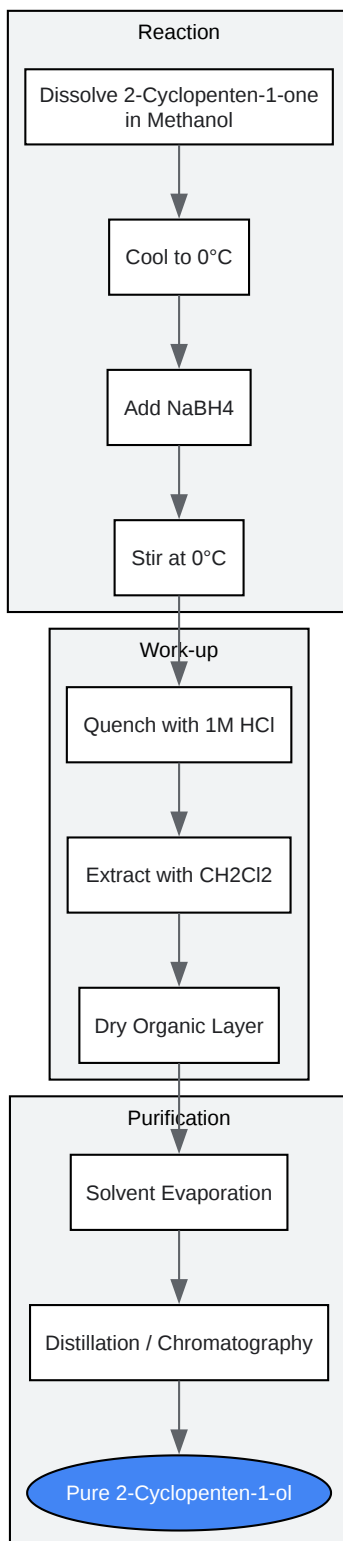 Reaction
Dissolve 2-Cyclopenten-1-one
in Methanol
Cool to 0°C
Add NaBH4
Stir at 0°C
Work-up
Quench with 1M HCl
Extract with CH2Cl2
Dry Organic Layer
Purification
Solvent Evaporation
Distillation / Chromatography
Pure 2-Cyclopenten-1-ol